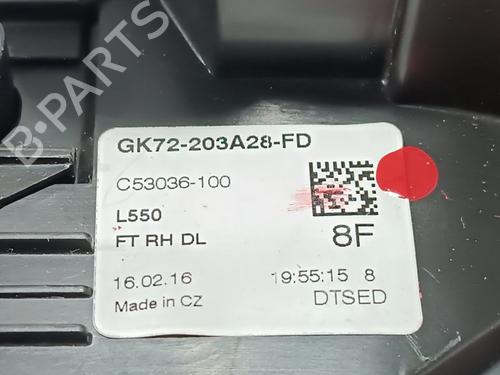 B-PARTS
GK72-203A28-FD
C53036-100
L550
FT RH DL
8F
16.02.16
19:55:15 8
Made in CZ
DTSED